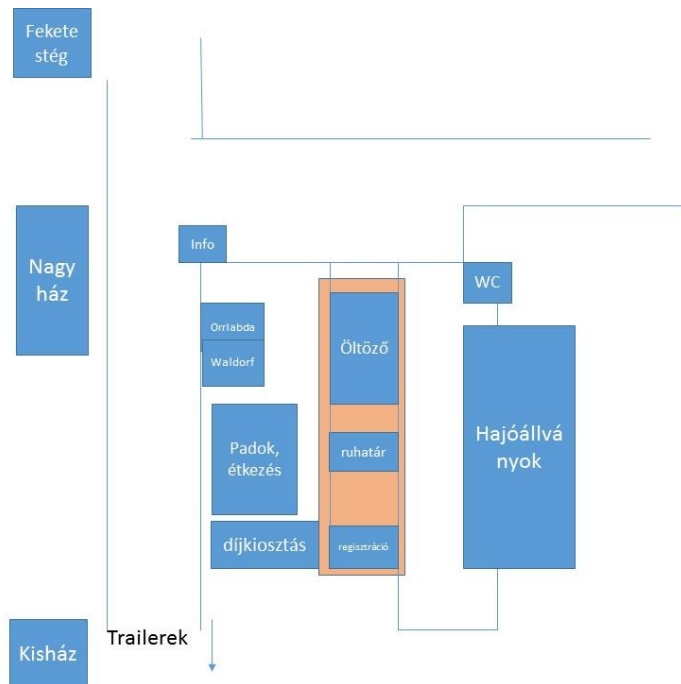 Fekete
stég
Info
Nagy
ház
WC
Orrlabda
Waldorf
Öltöző
Hajóállvá
nyok
Padok,
étkezés
ruhatár
díjkiosztás
regisztráció
Trailerek
Kisház